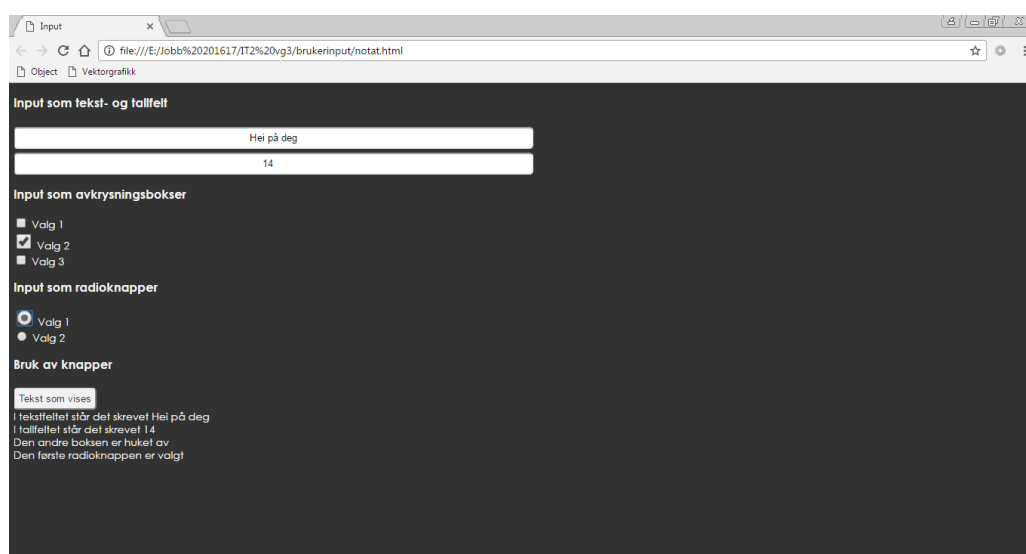 Input
file:///E:/Jobb%20201617/IT2%20vg3/brukerinput/notat.html
Object Vektorgrafikk
Input som tekst- og tallfelt
Hei på deg
14
Input som avkrysningsbokser
Valg 1
Valg 2
Valg 3
Input som radioknapper
Valg 1
Valg 2
Bruk av knapper
Tekst som vises
I tekstfeltet står det skrevet Hei på deg
I tallfeltet står det skrevet 14
Den andre boksen er huket av
Den første radioknappen er valgt